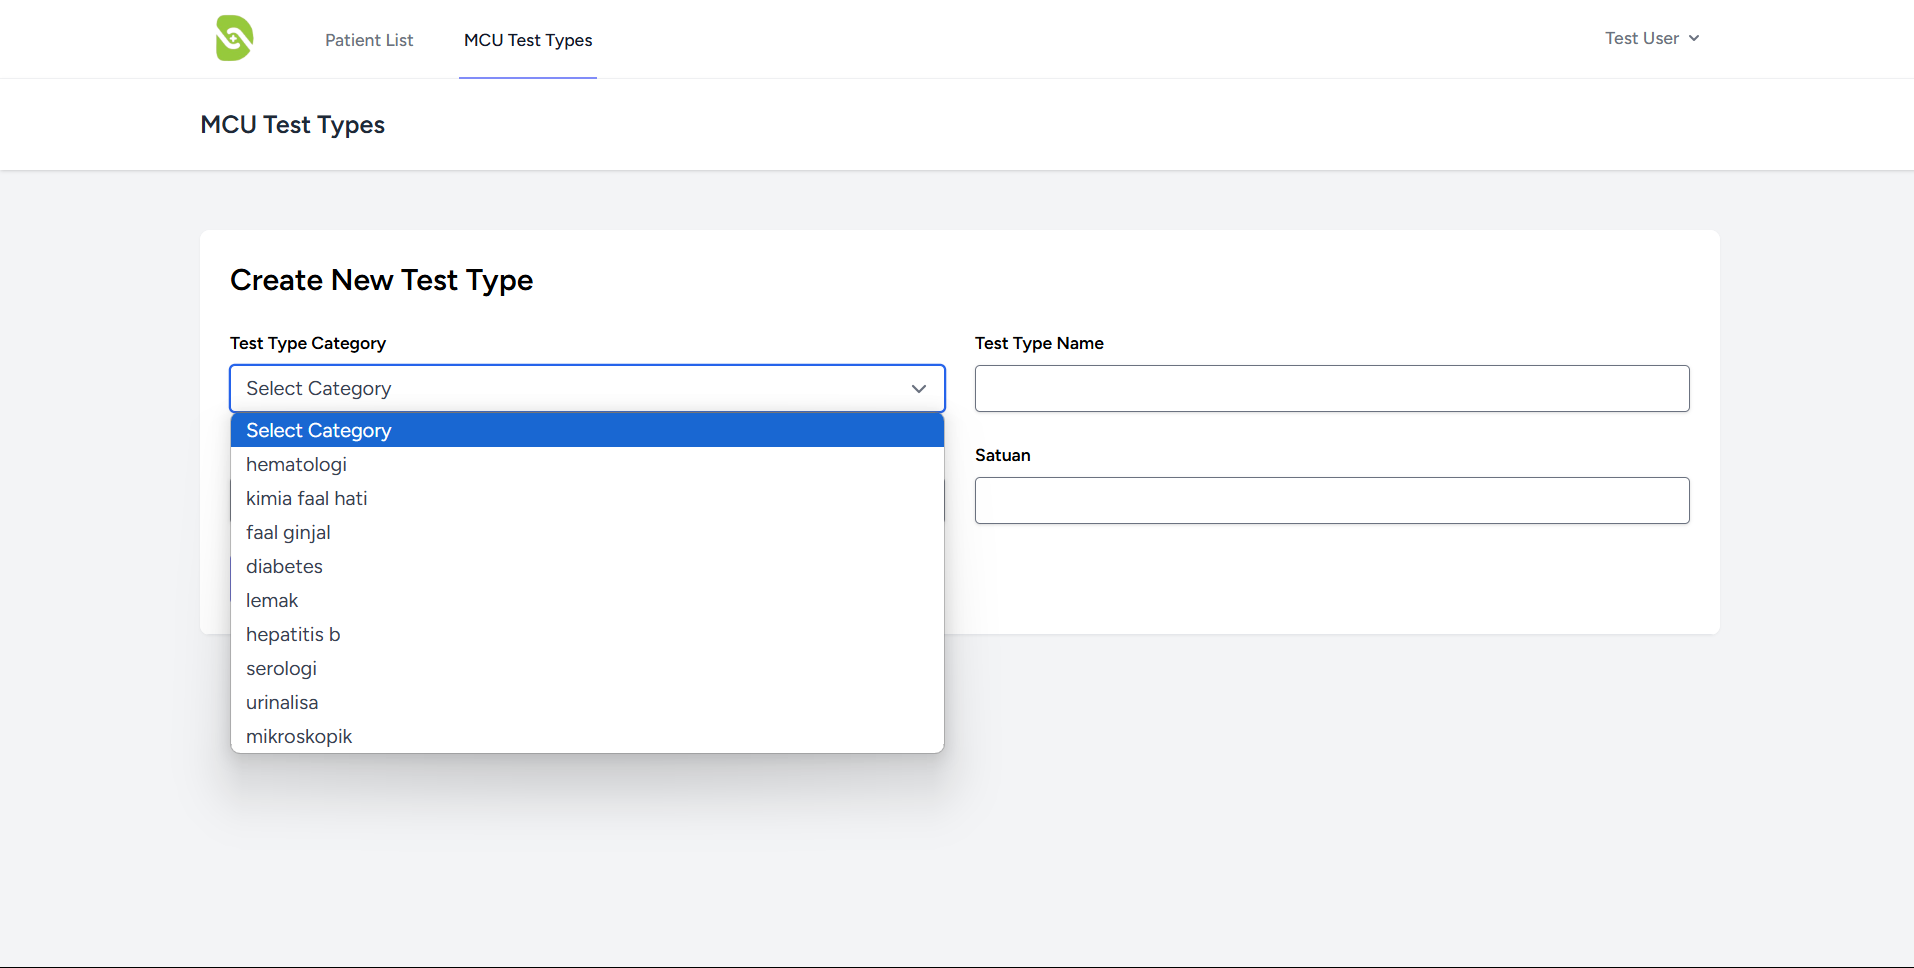 Patient List
MCU Test Types
Test User
MCU Test Types
Create New Test Type
Test Type Category
Select Category
Select Category
hematologi
kimia faal hati
faal ginjal
diabetes
lemak
hepatitis b
serologi
urinalisa
mikroskopik
Test Type Name
Satuan